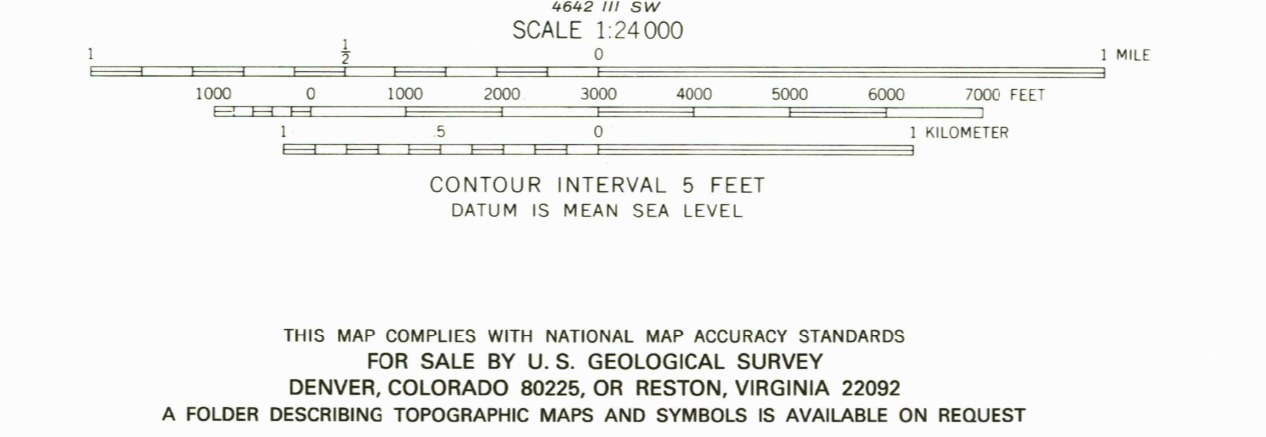 4642 III SW
SCALE 1:24 000
1 1/2 0 1 MILE
1000 0 1000 2000 3000 4000 5000 6000 7000 FEET
1 .5 0 1 KILOMETER
CONTOUR INTERVAL 5 FEET
DATUM IS MEAN SEA LEVEL
THIS MAP COMPLIES WITH NATIONAL MAP ACCURACY STANDARDS
FOR SALE BY U. S. GEOLOGICAL SURVEY
DENVER, COLORADO 80225, OR RESTON, VIRGINIA 22092
A FOLDER DESCRIBING TOPOGRAPHIC MAPS AND SYMBOLS IS AVAILABLE ON REQUEST